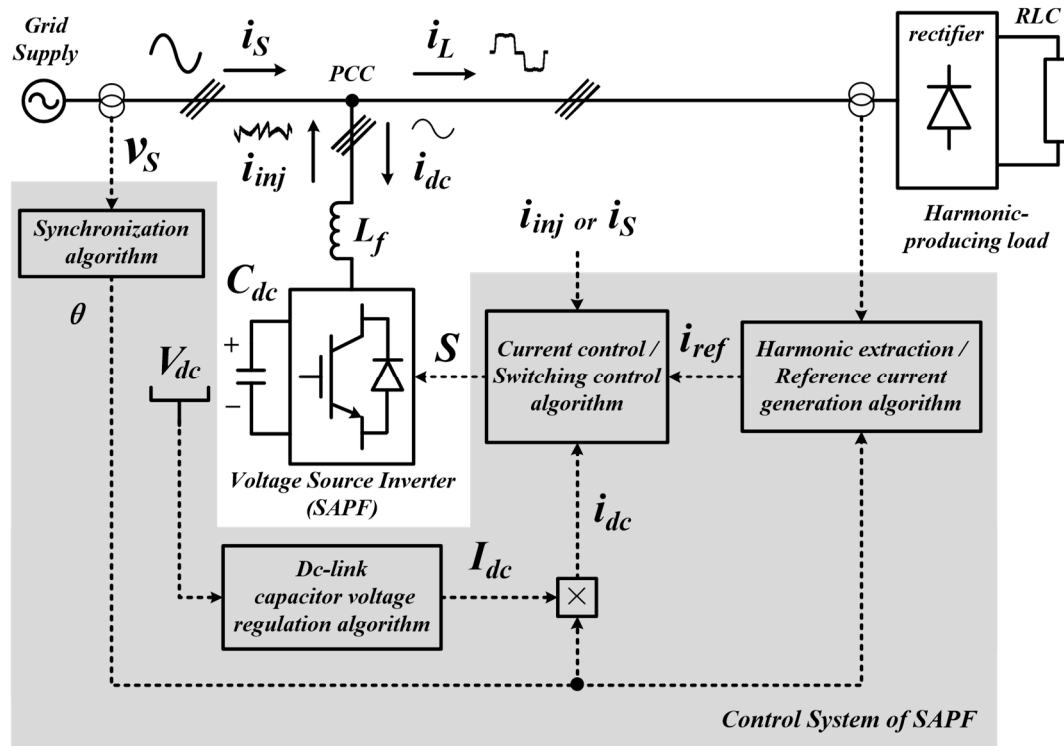 Grid
Supply
i_S
PCC
i_L
rectifier
RLC
v_S
i_inj
i_dc
Harmonic-
producing load
Synchronization
algorithm
L_f
i_inj or i_S
θ
C_dc
V_dc
+
−
S
Current control /
Switching control
algorithm
i_ref
Harmonic extraction /
Reference current
generation algorithm
Voltage Source Inverter
(SAPF)
i_dc
Dc-link
capacitor voltage
regulation algorithm
I_dc
×
Control System of SAPF